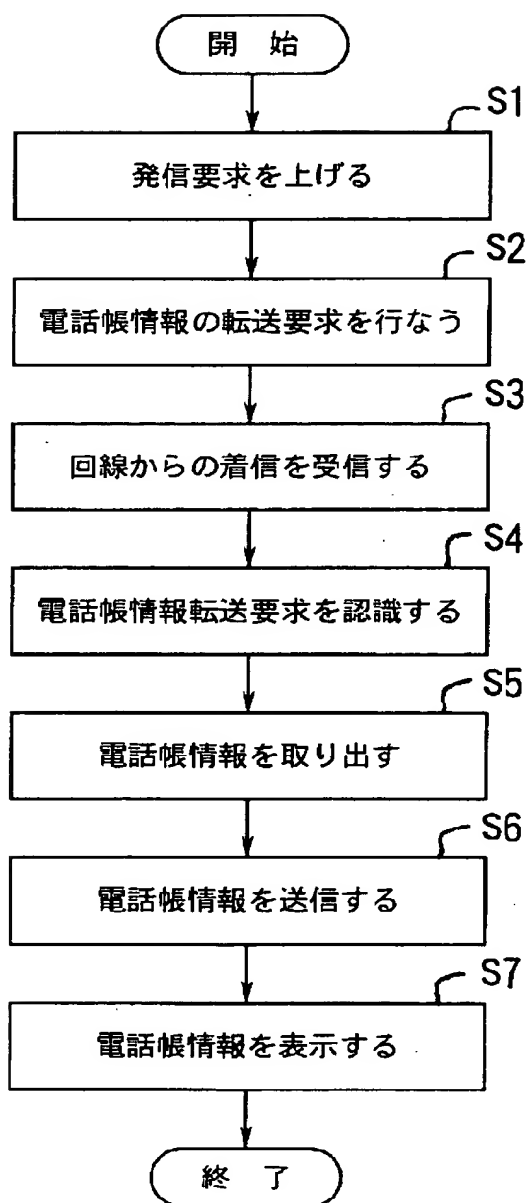 開 始
S1
発信要求を上げる
S2
電話帳情報の転送要求を行なう
S3
回線からの着信を受信する
S4
電話帳情報転送要求を認識する
S5
電話帳情報を取り出す
S6
電話帳情報を送信する
S7
電話帳情報を表示する
終 了